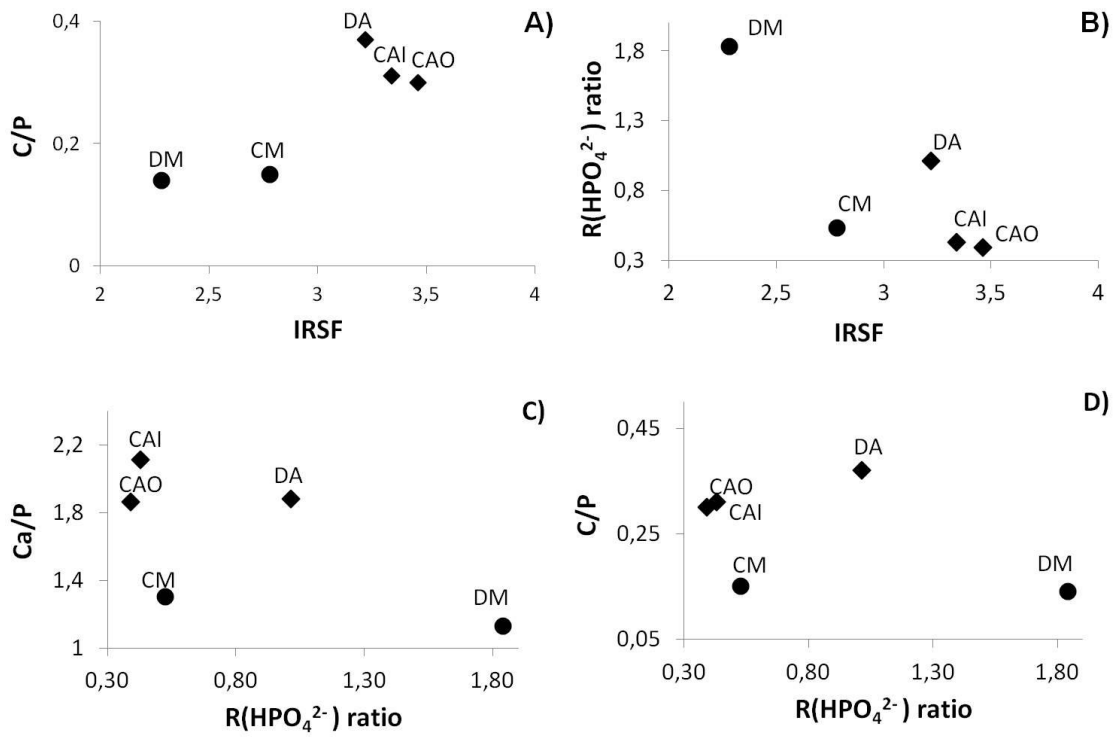 A)
0,4
DA
CAI
CAO
C/P
0,2
DM
CM
0
2
2,5
3
3,5
4
IRSF
B)
DM
1,8
R(HPO₄²⁻) ratio
1,3
DA
0,8
CM
CAI
CAO
0,3
2
2,5
3
3,5
4
IRSF
C)
2,2
CAI
CAO
DA
Ca/P
1,8
1,4
CM
DM
1
0,30
0,80
1,30
1,80
R(HPO₄²⁻) ratio
D)
0,45
DA
CAO
CAI
C/P
0,25
CM
DM
0,05
0,30
0,80
1,30
1,80
R(HPO₄²⁻) ratio